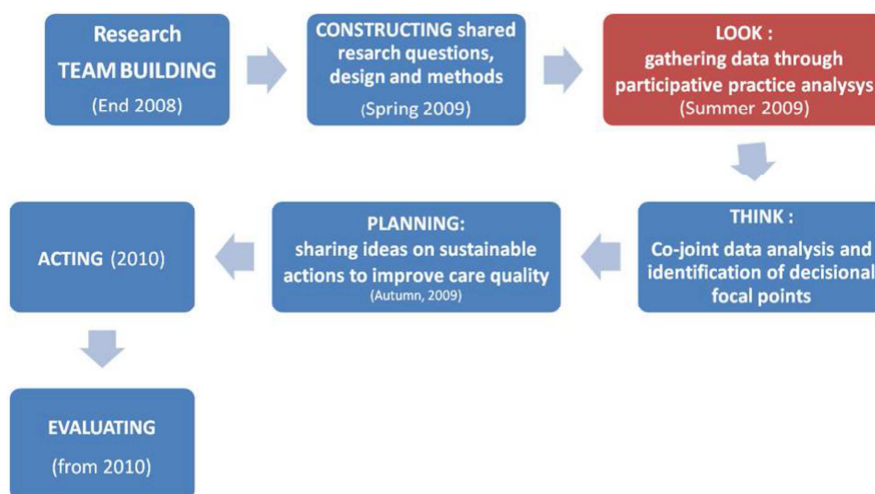 Research
TEAM BUILDING
(End 2008)
CONSTRUCTING shared
resarch questions,
design and methods
(Spring 2009)
LOOK :
gathering data through
participative practice analysys
(Summer 2009)
THINK :
Co-joint data analysis and
identification of decisional
focal points
PLANNING:
sharing ideas on sustainable
actions to improve care quality
(Autumn, 2009)
ACTING (2010)
EVALUATING
(from 2010)